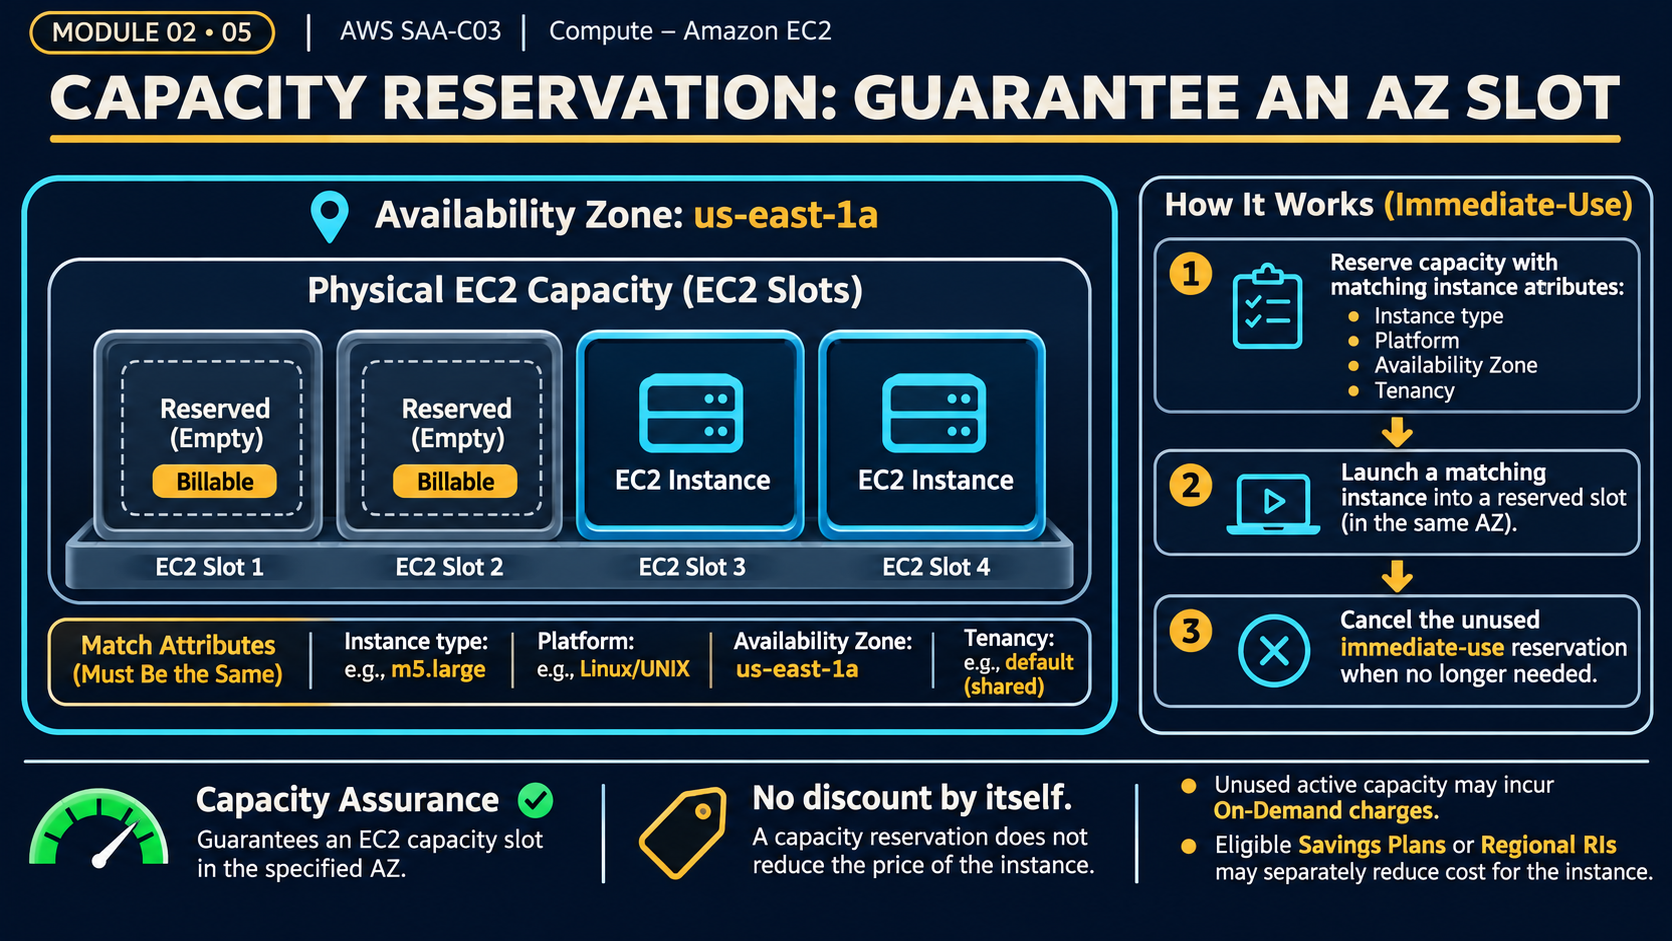 MODULE 02 • 05
AWS SAA-C03
Compute – Amazon EC2
CAPACITY RESERVATION: GUARANTEE AN AZ SLOT
Availability Zone: us-east-1a
Physical EC2 Capacity (EC2 Slots)
Reserved
(Empty)
Billable
Reserved
(Empty)
Billable
EC2 Instance
EC2 Instance
EC2 Slot 1
EC2 Slot 2
EC2 Slot 3
EC2 Slot 4
Match Attributes
(Must Be the Same)
Instance type:
e.g., m5.large
Platform:
e.g., Linux/UNIX
Availability Zone:
us-east-1a
Tenancy:
e.g., default
(shared)
How It Works (Immediate-Use)
1
Reserve capacity with
matching instance atributes:
• Instance type
• Platform
• Availability Zone
• Tenancy
2
Launch a matching
instance into a reserved slot
(in the same AZ).
3
Cancel the unused
immediate-use reservation
when no longer needed.
Capacity Assurance
Guarantees an EC2 capacity slot
in the specified AZ.
No discount by itself.
A capacity reservation does not
reduce the price of the instance.
• Unused active capacity may incur
On-Demand charges.
• Eligible Savings Plans or Regional RIs
may separately reduce cost for the instance.